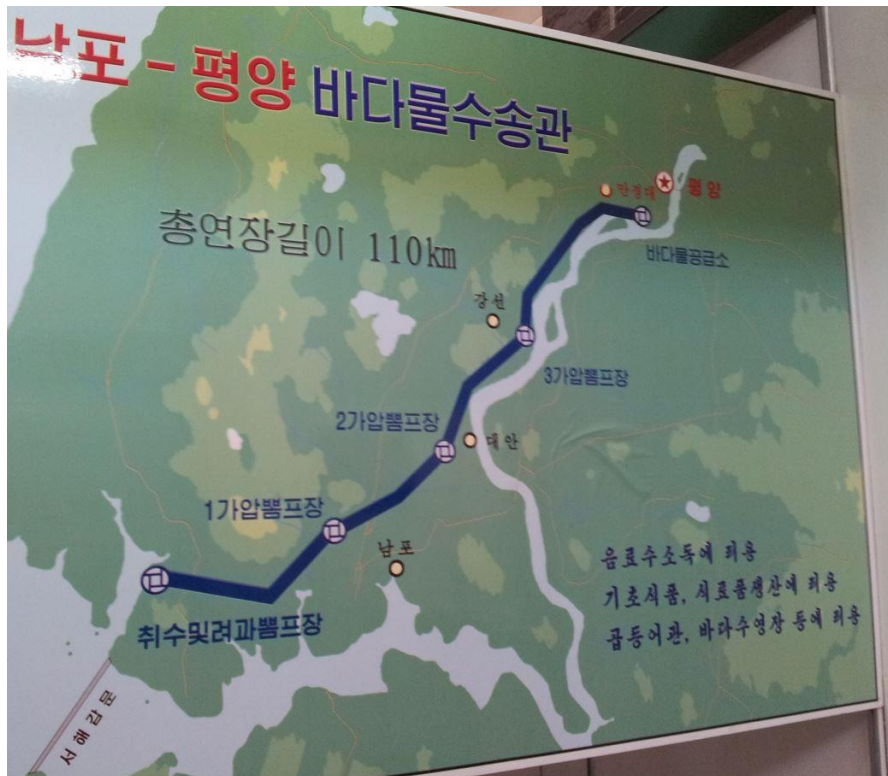 남포 - 평양 바다물수송관
총연장길이 110km
만경대
평양
바다물공급소
강선
3가압뽐프장
2가압뽐프장
대안
1가압뽐프장
남포
취수및려과뽐프장
서해갑문
음료수소독에 리용
기초식품, 식료품생산에 리용
곱등어관, 바다수영장 등에 리용